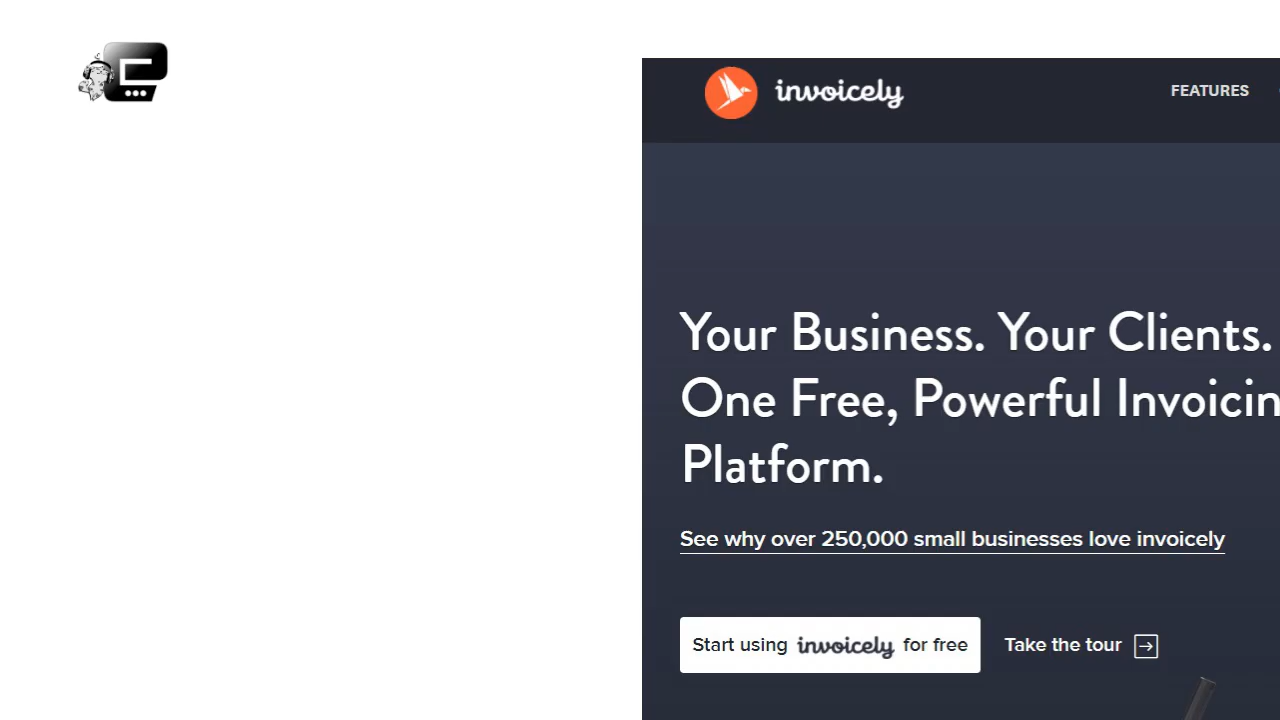 invoicely
FEATURES
Your Business. Your Clients.
One Free, Powerful Invoicin
Platform.
See why over 250,000 small businesses love invoicely
Start using invoicely for free
Take the tour